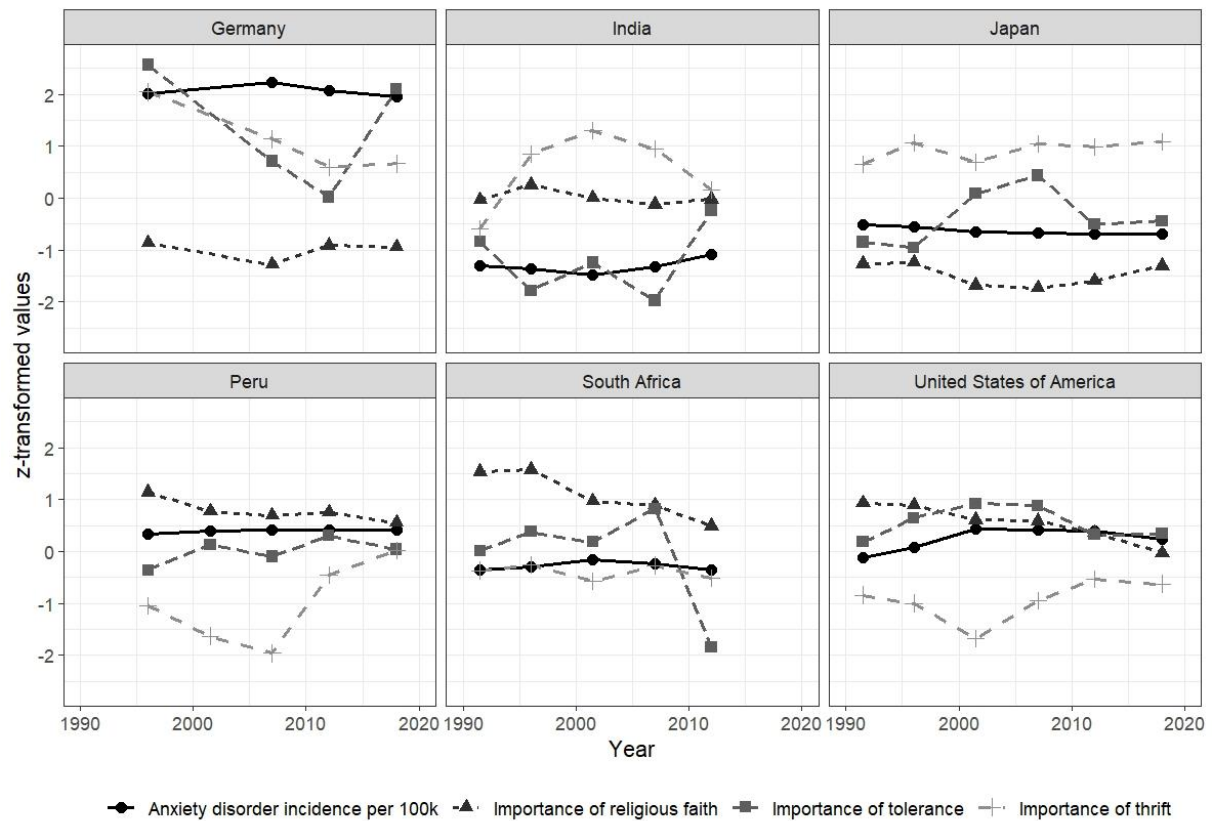 Germany India Japan
2
1
0
-1
-2
Peru South Africa United States of America
2
1
0
-1
-2
z-transformed values
1990 2000 2010 2020 1990 2000 2010 2020 1990 2000 2010 2020
Year
Anxiety disorder incidence per 100k Importance of religious faith Importance of tolerance Importance of thrift